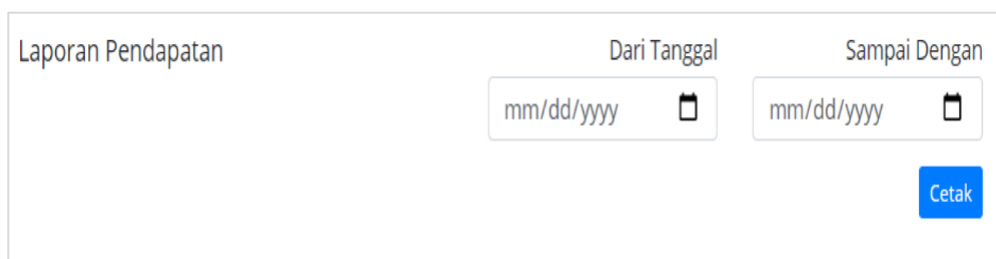 Laporan Pendapatan
Dari Tanggal
Sampai Dengan
mm/dd/yyyy
mm/dd/yyyy
Cetak